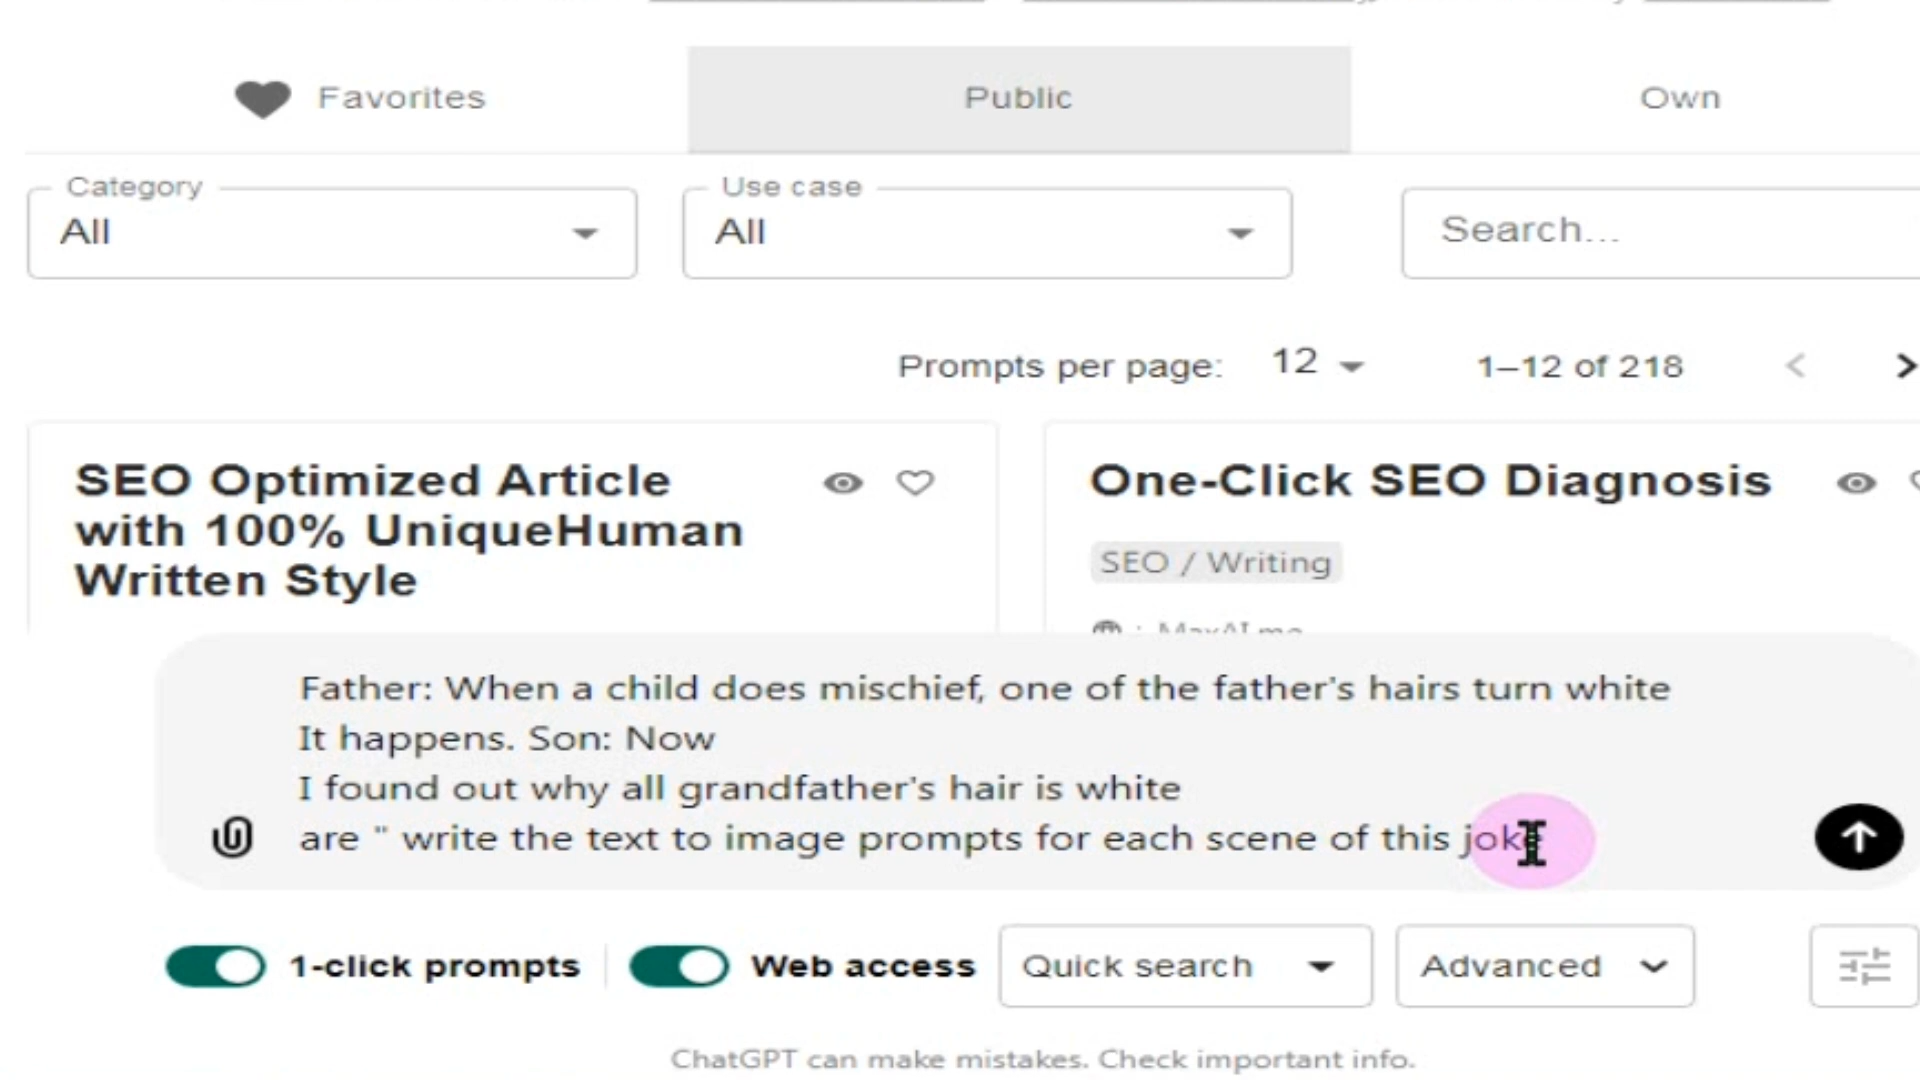 Favorites
Public
Own
Category
All
Use case
All
Search...
Prompts per page: 12 1–12 of 218
SEO Optimized Article
with 100% UniqueHuman
Written Style
One-Click SEO Diagnosis
SEO / Writing
Father: When a child does mischief, one of the father's hairs turn white
It happens. Son: Now
I found out why all grandfather's hair is white
are " write the text to image prompts for each scene of this joke
1-click prompts
Web access
Quick search
Advanced
ChatGPT can make mistakes. Check important info.